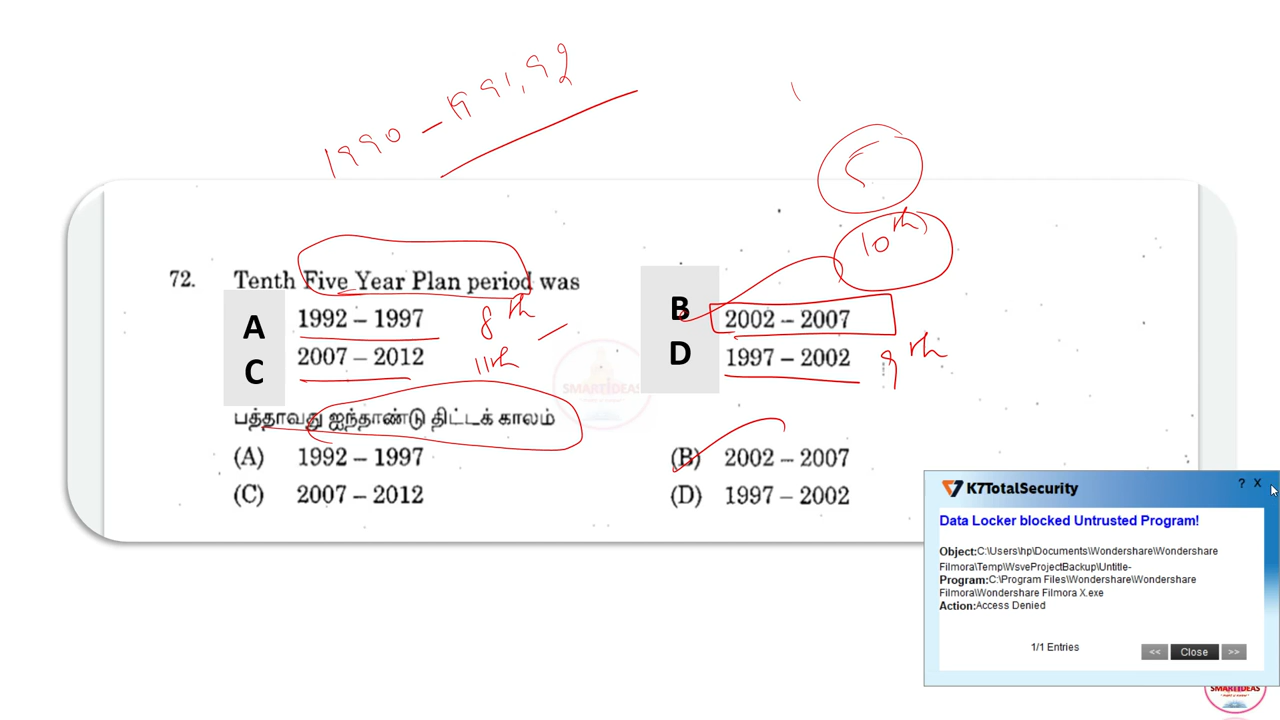 1990 – 1991, 92
5
10th)
72. Tenth Five Year Plan period was
A 1992 – 1997 8th
B 2002 – 2007
C 2007 – 2012 11th –
D 1997 – 2002 9th
SMARTIDEAS
பத்தாவது ஐந்தாண்டு திட்டக் காலம்
(A) 1992 – 1997
(B) 2002 – 2007
(C) 2007 – 2012
(D) 1997 – 2002
K7TotalSecurity ? X
Data Locker blocked Untrusted Program!
Object:C:\Users\hp\Documents\Wondershare\Wondershare
Filmora\Temp\WsveProjectBackup\Untitle-
Program:C:\Program Files\Wondershare\Wondershare
Filmora\Wondershare Filmora X.exe
Action:Access Denied
1/1 Entries
<< Close >>
SMARTIDEAS